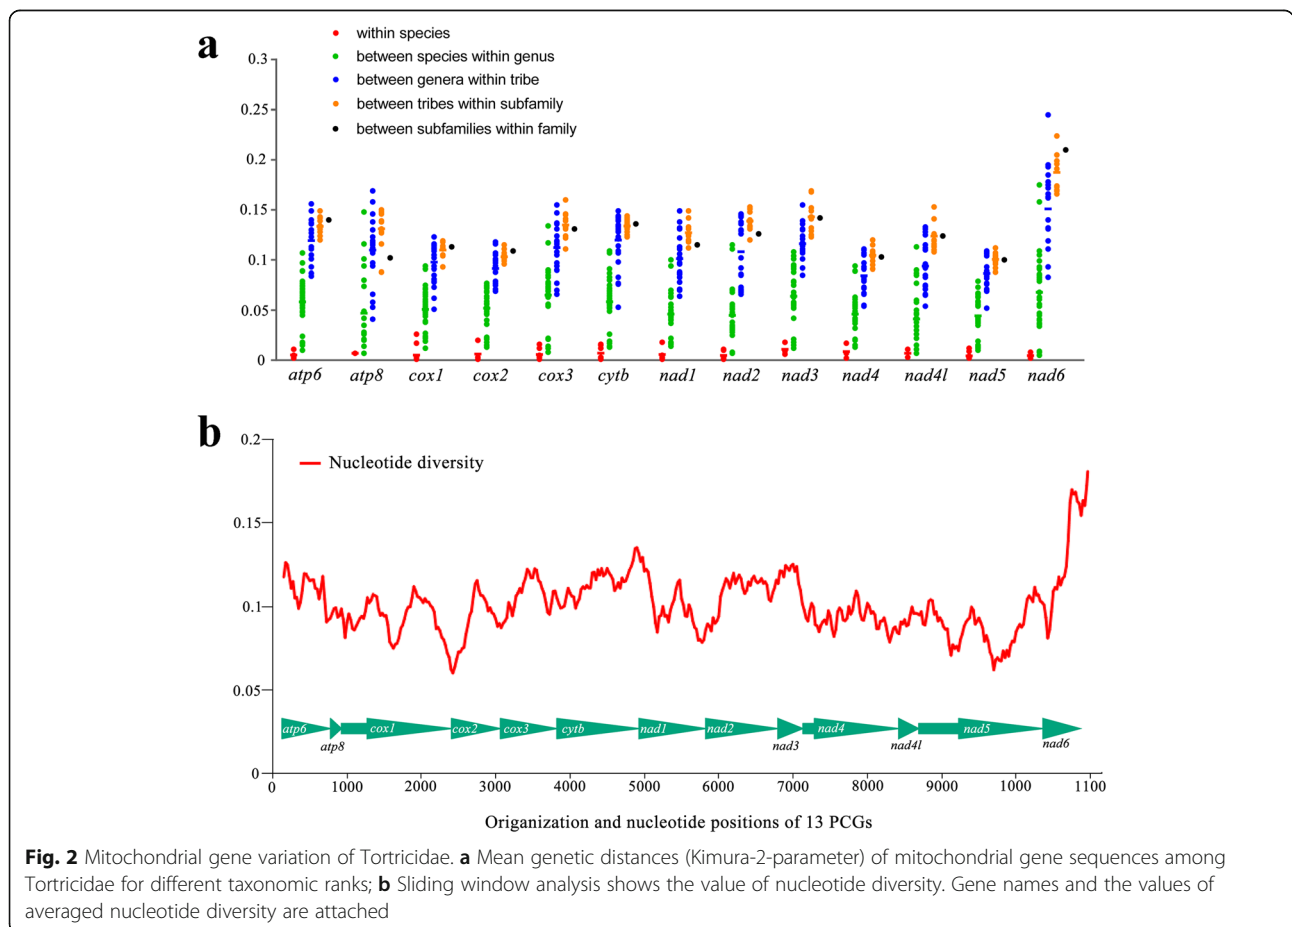 a
within species
between species within genus
between genera within tribe
between tribes within subfamily
between subfamilies within family
0.3
0.25
0.2
0.15
0.1
0.05
0
atp6 atp8 cox1 cox2 cox3 cytb nad1 nad2 nad3 nad4 nad4l nad5 nad6
b
0.2
Nucleotide diversity
0.15
0.1
0.05
atp6 cox1 cox2 cox3 cytb nad1 nad2 nad4 nad5
atp8 nad3 nad4l nad6
0
0 1000 2000 3000 4000 5000 6000 7000 8000 9000 1000 1100
Origanization and nucleotide positions of 13 PCGs
Fig. 2 Mitochondrial gene variation of Tortricidae. a Mean genetic distances (Kimura-2-parameter) of mitochondrial gene sequences among
Tortricidae for different taxonomic ranks; b Sliding window analysis shows the value of nucleotide diversity. Gene names and the values of
averaged nucleotide diversity are attached